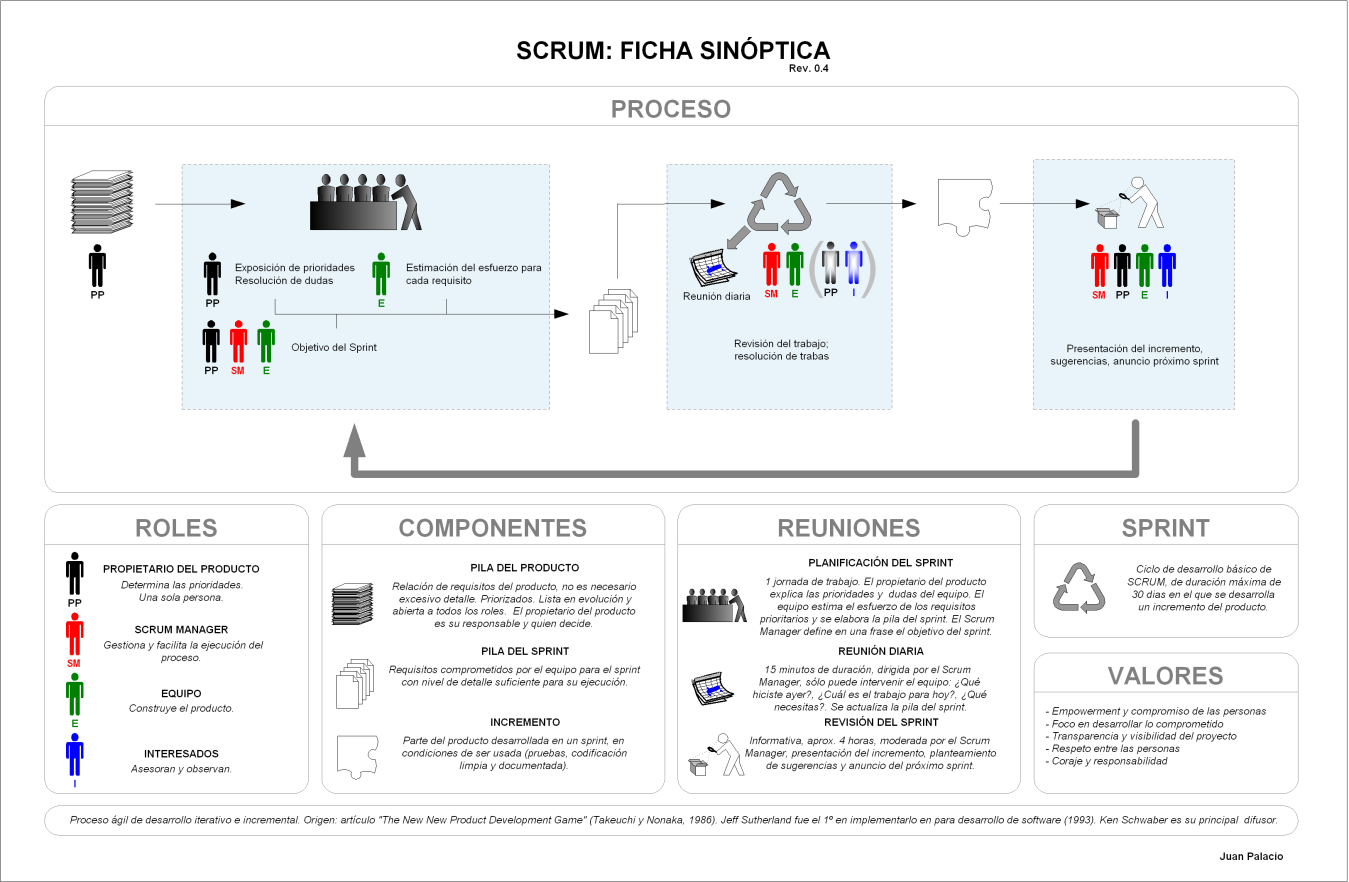 SCRUM: FICHA SINÓPTICA
Rev. 0.4
PROCESO
PP
PP
Exposición de prioridades
Resolución de dudas
E
Estimación del esfuerzo para
cada requisito
PP SM E
Objetivo del Sprint
Reunión diaria
SM E PP I
Revisión del trabajo;
resolución de trabas
SM PP E I
Presentación del incremento,
sugerencias, anuncio próximo sprint
ROLES
PP
PROPIETARIO DEL PRODUCTO
Determina las prioridades.
Una sola persona.
SM
SCRUM MANAGER
Gestiona y facilita la ejecución del
proceso.
E
EQUIPO
Construye el producto.
I
INTERESADOS
Asesoran y observan.
COMPONENTES
PILA DEL PRODUCTO
Relación de requisitos del producto, no es necesario
excesivo detalle. Priorizados. Lista en evolución y
abierta a todos los roles. El propietario del producto
es su responsable y quien decide.
PILA DEL SPRINT
Requisitos comprometidos por el equipo para el sprint
con nivel de detalle suficiente para su ejecución.
INCREMENTO
Parte del producto desarrollada en un sprint, en
condiciones de ser usada (pruebas, codificación
limpia y documentada).
REUNIONES
PLANIFICACIÓN DEL SPRINT
1 jornada de trabajo. El propietario del producto
explica las prioridades y dudas del equipo. El
equipo estima el esfuerzo de los requisitos
prioritarios y se elabora la pila del sprint. El Scrum
Manager define en una frase el objetivo del sprint.
REUNIÓN DIARIA
15 minutos de duración, dirigida por el Scrum
Manager, sólo puede intervenir el equipo: ¿Qué
hiciste ayer?, ¿Cuál es el trabajo para hoy?, ¿Qué
necesitas?. Se actualiza la pila del sprint.
REVISIÓN DEL SPRINT
Informativa, aprox. 4 horas, moderada por el Scrum
Manager, presentación del incremento, planteamiento
de sugerencias y anuncio del próximo sprint.
SPRINT
Ciclo de desarrollo básico de
SCRUM, de duración máxima de
30 dias en el que se desarrolla
un incremento del producto.
VALORES
- Empowerment y compromiso de las personas
- Foco en desarrollar lo comprometido
- Transparencia y visibilidad del proyecto
- Respeto entre las personas
- Coraje y responsabilidad
Proceso ágil de desarrollo iterativo e incremental. Origen: artículo "The New New Product Development Game" (Takeuchi y Nonaka, 1986). Jeff Sutherland fue el 1º en implementarlo en para desarrollo de software (1993). Ken Schwaber es su principal difusor.
Juan Palacio